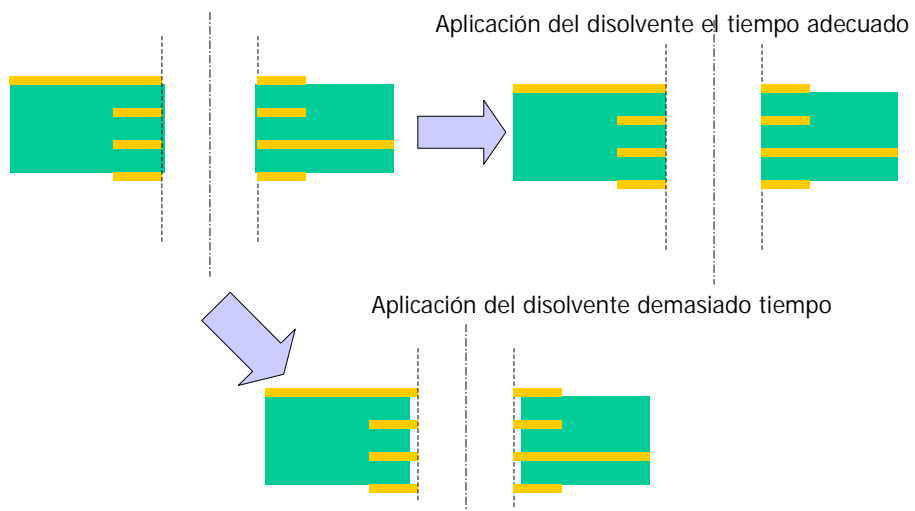 Aplicación del disolvente el tiempo adecuado
Aplicación del disolvente demasiado tiempo